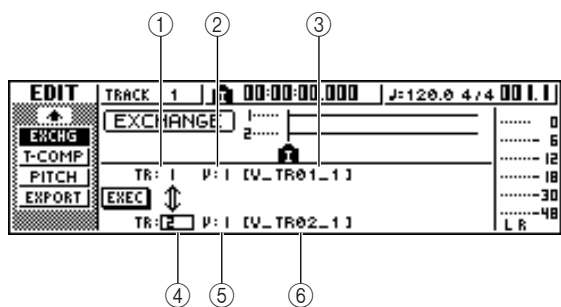 ① ② ③
EDIT TRACK 1 00:00:00.000 ♩=120.0 4/4 001.1
EXCHANGE 1 0
EXCHG 2 6
T-COMP I 12
PITCH TR: 1 V: 1 [V_TR01_1] 18
EXPORT EXEC 30
TR: 2 V: 1 [V_TR02_1] 48
L R
④ ⑤ ⑥